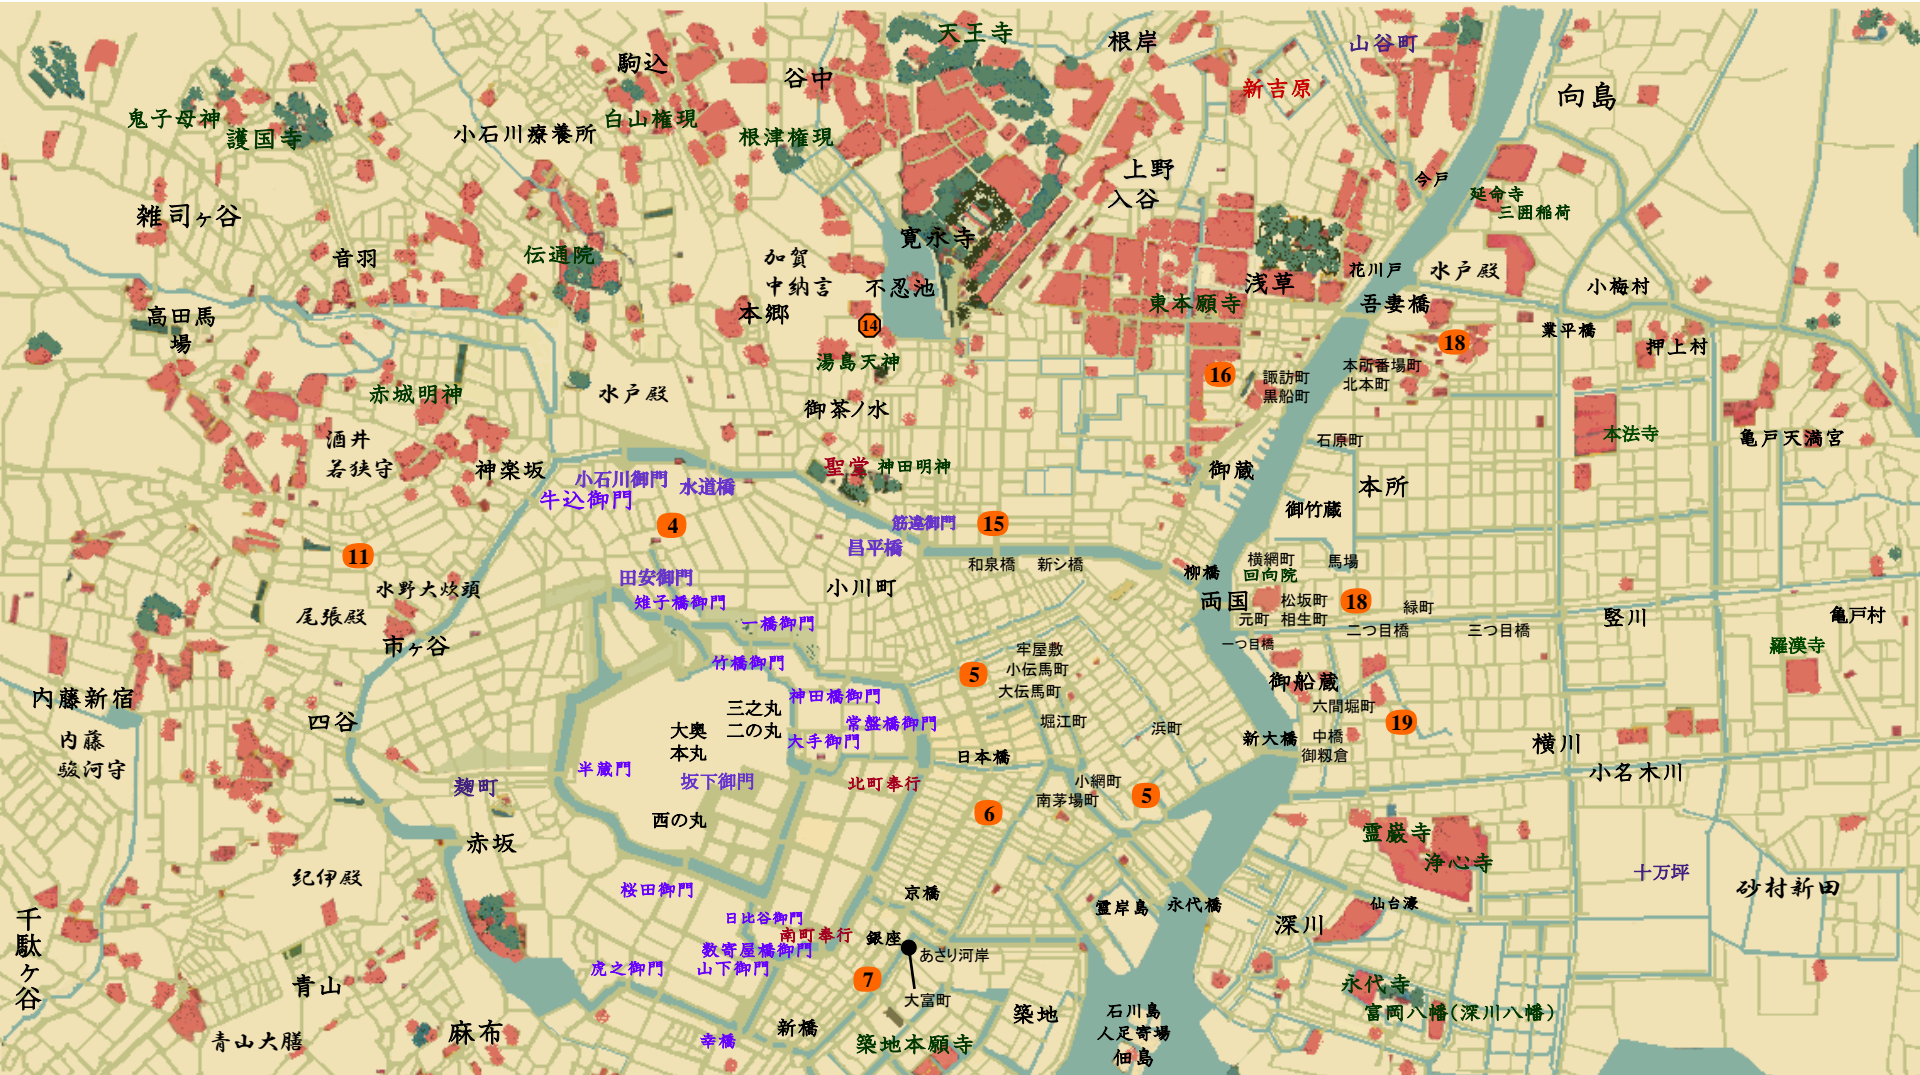 天王寺
根岸
山谷町
駒込
谷中
新吉原
向島
鬼子母神
護国寺
小石川療養所
白山権現
根津権現
上野
入谷
今戸
延命寺
三囲稲荷
雑司ヶ谷
音羽
伝通院
寛永寺
加賀
中納言
本郷
不忍池
浅草
花川戸
水戸殿
小梅村
東本願寺
吾妻橋
業平橋
押上村
高田馬
場
14
湯島天神
18
16
諏訪町
黒船町
本所番場町
北本町
赤城明神
水戸殿
御茶ノ水
酒井
若狭守
神楽坂
石原町
本法寺
亀戸天満宮
聖堂
神田明神
御蔵
本所
小石川御門
牛込御門
水道橋
御竹蔵
4
筋違御門
昌平橋
15
11
和泉橋
新シ橋
柳橋
横網町
回向院
馬場
田安御門
雉子橋御門
小川町
両国
松坂町
元町
相生町
18
緑町
竪川
亀戸村
水野大炊頭
尾張殿
市ヶ谷
一橋御門
二つ目橋
三つ目橋
一つ目橋
羅漢寺
竹橋御門
牢屋敷
小伝馬町
大伝馬町
5
内藤新宿
四谷
内藤
駿河守
三之丸
二の丸
大奥
本丸
神田橋御門
常盤橋御門
大手御門
堀江町
浜町
御船蔵
六間堀町
19
新大橋
中橋
御籾倉
横川
小名木川
半蔵門
坂下御門
北町奉行
日本橋
小網町
南茅場町
5
麹町
西の丸
6
赤坂
霊巌寺
浄心寺
十万坪
砂村新田
紀伊殿
桜田御門
京橋
霊岸島
永代橋
仙台濠
深川
千駄ヶ谷
日比谷御門
南町奉行
数寄屋橋御門
山下御門
虎之御門
銀座
あさり河岸
7
大富町
青山
青山大膳
麻布
幸橋
新橋
築地本願寺
築地
石川島
人足寄場
佃島
永代寺
富岡八幡(深川八幡)